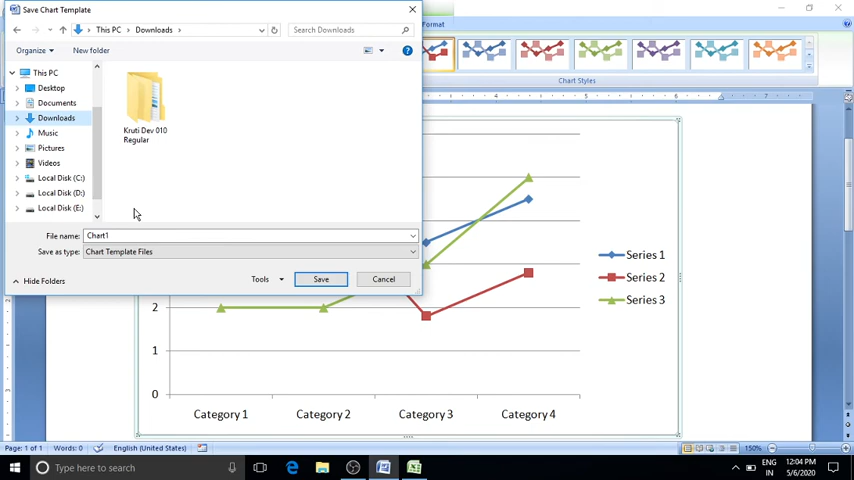 Save Chart Template
This PC
Downloads
Search Downloads
Format
Organize
New folder
Chart Styles
This PC
Desktop
Documents
Downloads
Music
Pictures
Videos
Local Disk (C:)
Local Disk (D:)
Local Disk (E:)
Kruti Dev 010
Regular
File name: Chart1
Save as type: Chart Template Files
Hide Folders
Tools
Save
Cancel
4
5
6
7
Series 1
Series 2
Series 3
2
1
0
Category 1
Category 2
Category 3
Category 4
Page: 1 of 1
Words: 0
English (United States)
150%
Type here to search
ENG
IN
12:04 PM
5/6/2020